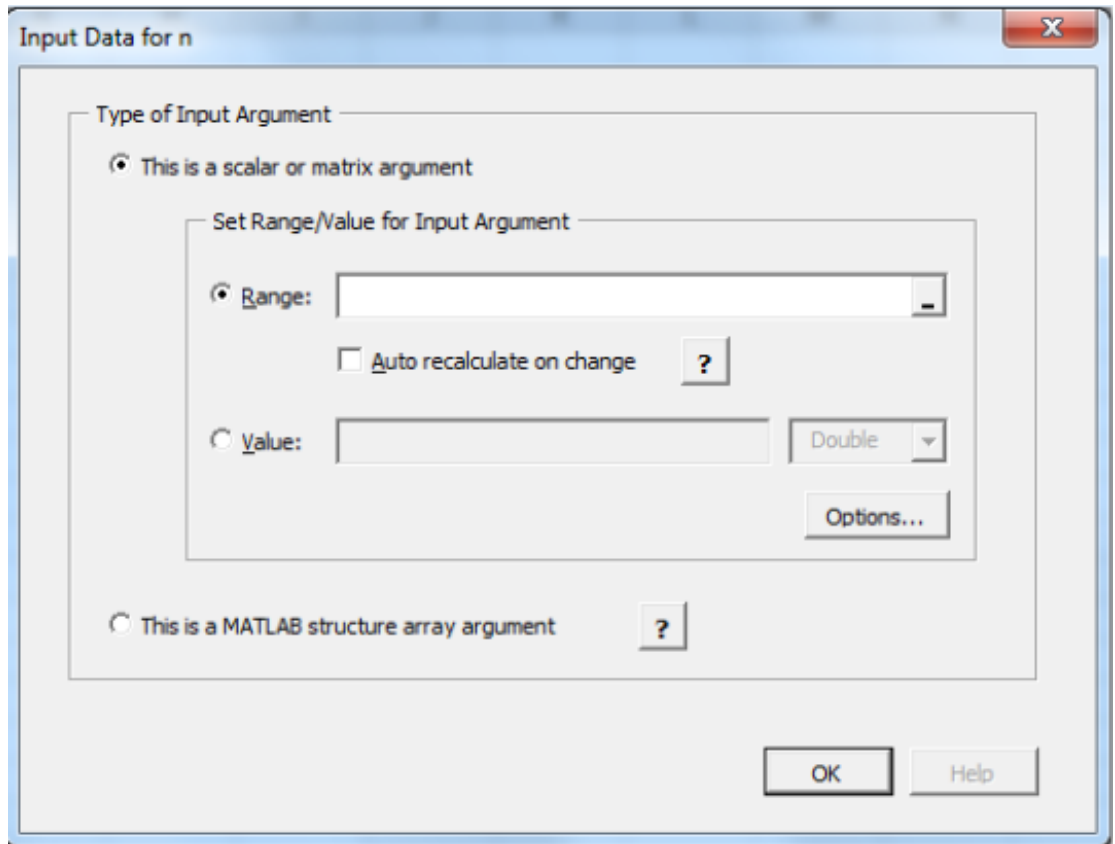 Input Data for n
Type of Input Argument
This is a scalar or matrix argument
Set Range/Value for Input Argument
Range:
Auto recalculate on change ?
Value: Double
Options...
This is a MATLAB structure array argument ?
OK Help